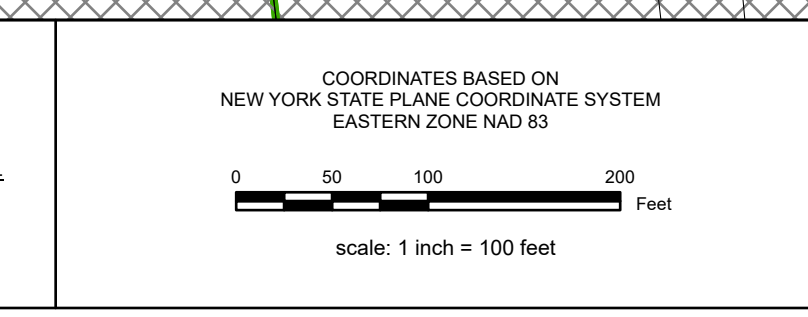 COORDINATES BASED ON
NEW YORK STATE PLANE COORDINATE SYSTEM
EASTERN ZONE NAD 83
0 50 100 200
Feet
scale: 1 inch = 100 feet